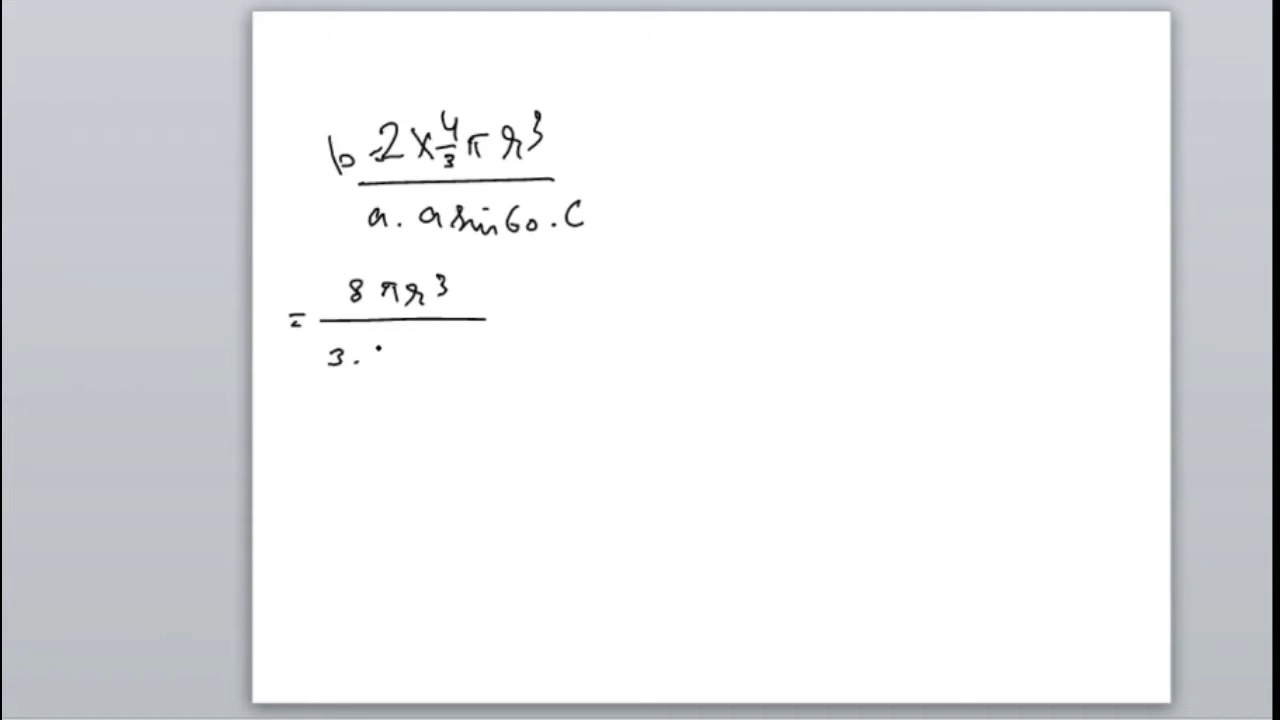 2 × 4/3 π r³
a. a sin 60 . c
= 8 π r³
3 .